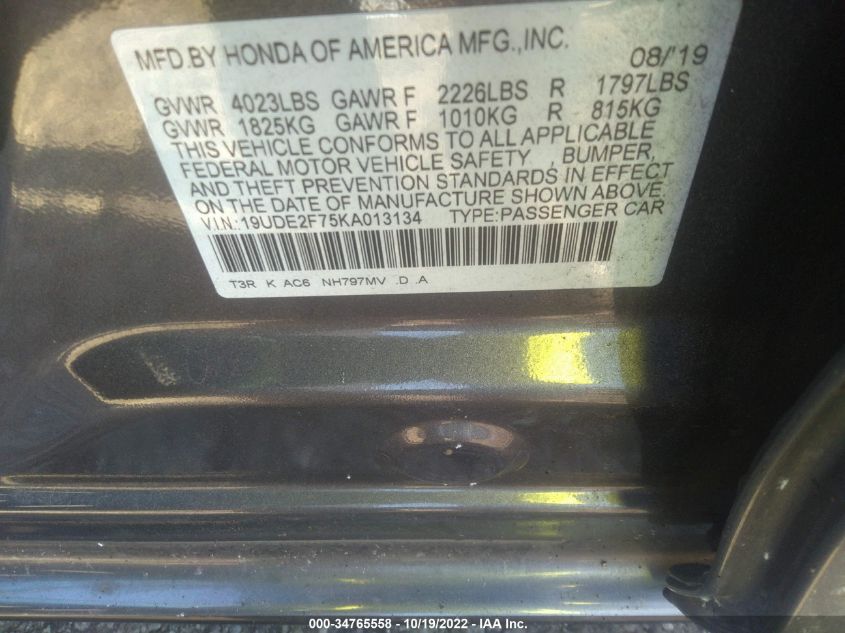 MFD.BY HONDA OF AMERICA MFG.,INC. 08/'19
GVWR 4023LBS GAWR F 2226LBS R 1797LBS
GVWR 1825KG GAWR F 1010KG R 815KG
THIS VEHICLE CONFORMS TO ALL APPLICABLE
FEDERAL MOTOR VEHICLE SAFETY , BUMPER,
AND THEFT PREVENTION STANDARDS IN EFFECT
ON THE DATE OF MANUFACTURE SHOWN ABOVE.
V.I.N.:19UDE2F75KA013134 TYPE:PASSENGER CAR
T3R K AC6 NH797MV .D .A
000-34765558 - 10/19/2022 - IAA Inc.